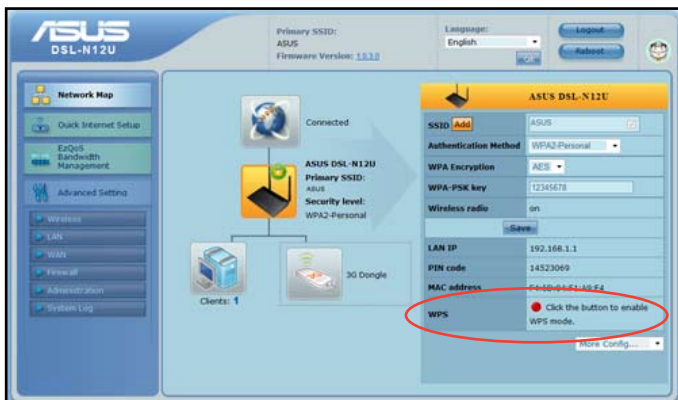 ASUS
DSL-N12U
Primary SSID:
ASUS
Firmware Version: 1.0.1.0
Language:
English
Logout
Reboot
Network Map
Quick Internet Setup
EzQoS
Bandwidth
Management
Advanced Setting
Wireless
LAN
WAN
Firewall
Administration
System Log
Connected
ASUS DSL-N12U
Primary SSID:
ASUS
Security level:
WPA2-Personal
Clients: 1
3G Dongle
ASUS DSL-N12U
SSID Add ASUS
Authentication Method WPA2-Personal
WPA Encryption AES
WPA-PSK key 12345678
Wireless radio on
Save
LAN IP 192.168.1.1
PIN code 14523069
MAC address
WPS Click the button to enable
WPS mode.
More Config...